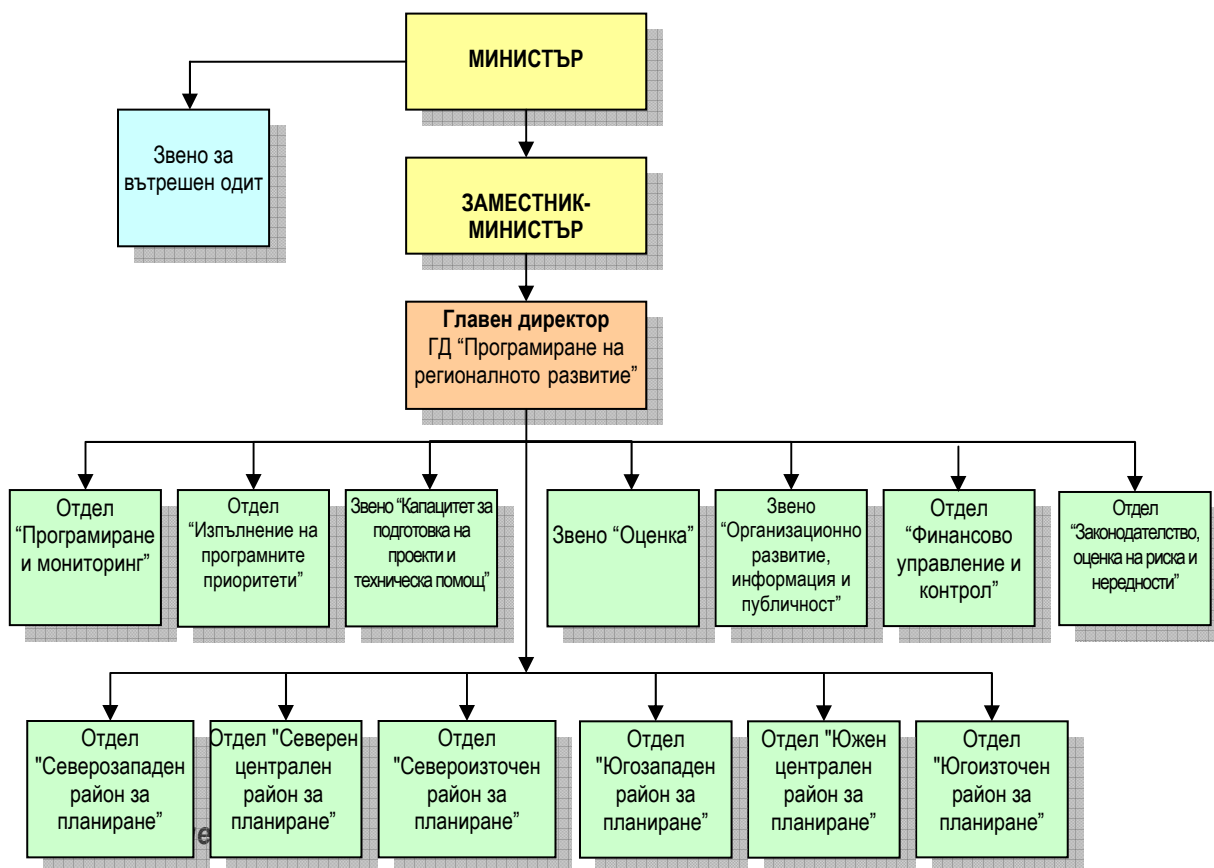 МИНИСТЪР
Звено за
вътрешен одит
ЗАМЕСТНИК-
МИНИСТЪР
Главен директор
ГД “Програмиране на
регионалното развитие”
Отдел
“Програмиране
и мониторинг”
Отдел
“Изпълнение на
програмните
приоритети”
Звено “Капацитет за
подготовка на
проекти и
техническа помощ”
Звено “Оценка”
Звено
“Организационно
развитие,
информация и
публичност”
Отдел
“Финансово
управление и
контрол”
Отдел
“Законодателство,
оценка на риска и
нередности”
Отдел
"Северозападен
район за
планиране”
Отдел "Северен
централен
район за
планиране”
Отдел
"Североизточен
район за
планиране”
Отдел
"Югозападен
район за
планиране”
Отдел "Южен
централен
район за
планиране”
Отдел
"Югоизточен
район за
планиране”